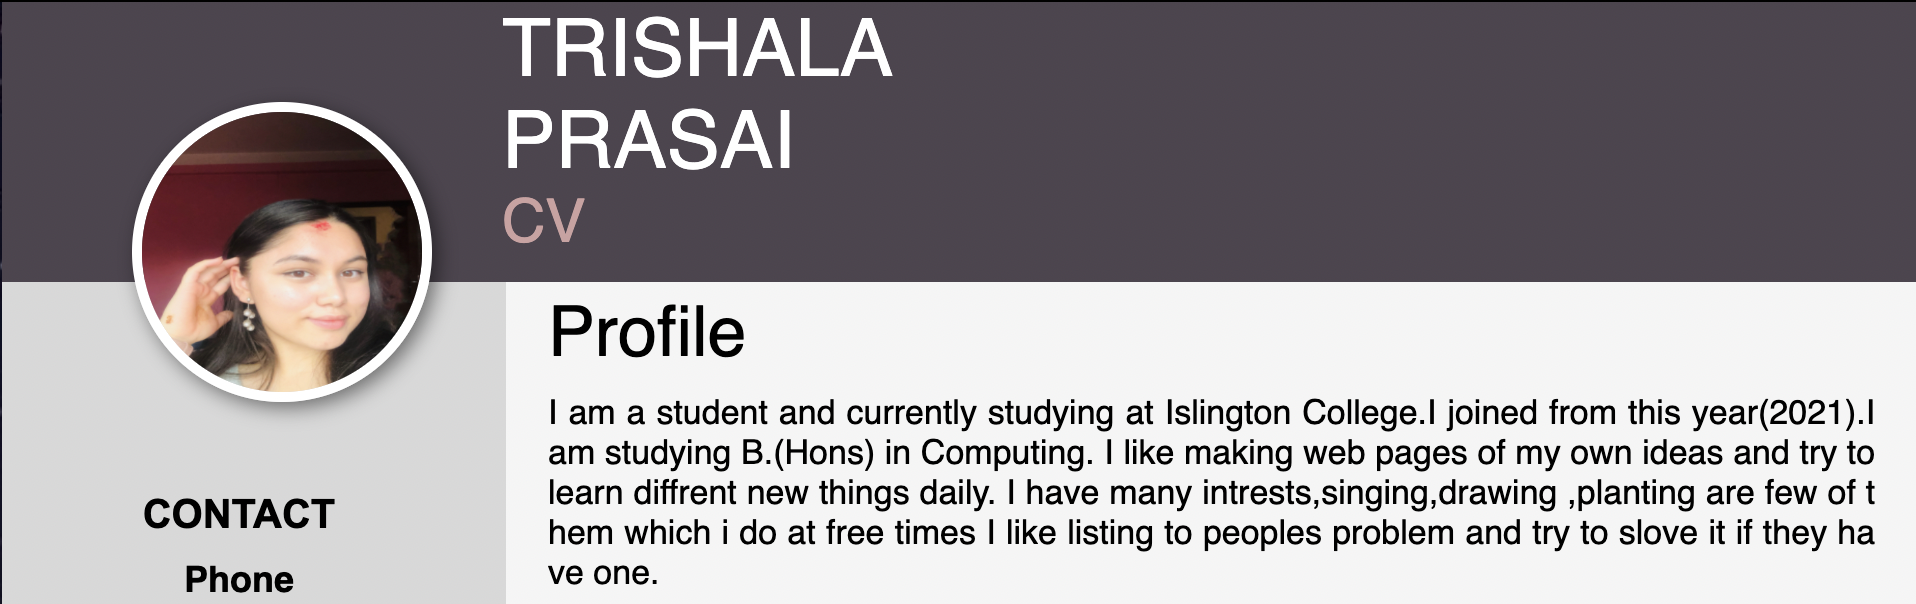 TRISHALA
PRASAI
CV
Profile
I am a student and currently studying at Islington College.I joined from this year(2021).I
am studying B.(Hons) in Computing. I like making web pages of my own ideas and try to
learn diffrent new things daily. I have many intrests,singing,drawing ,planting are few of t
hem which i do at free times I like listing to peoples problem and try to slove it if they ha
ve one.
CONTACT
Phone